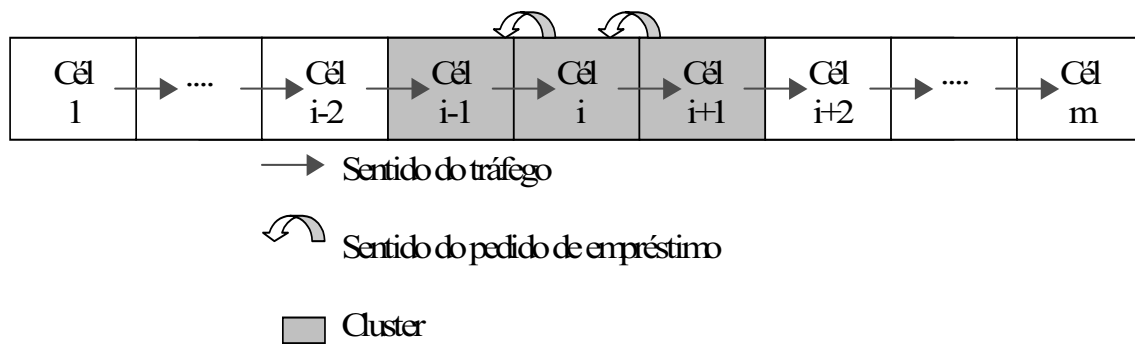 Cél 1
....
Cél i-2
Cél i-1
Cél i
Cél i+1
Cél i+2
....
Cél m
Sentido do tráfego
Sentido do pedido de empréstimo
Cluster